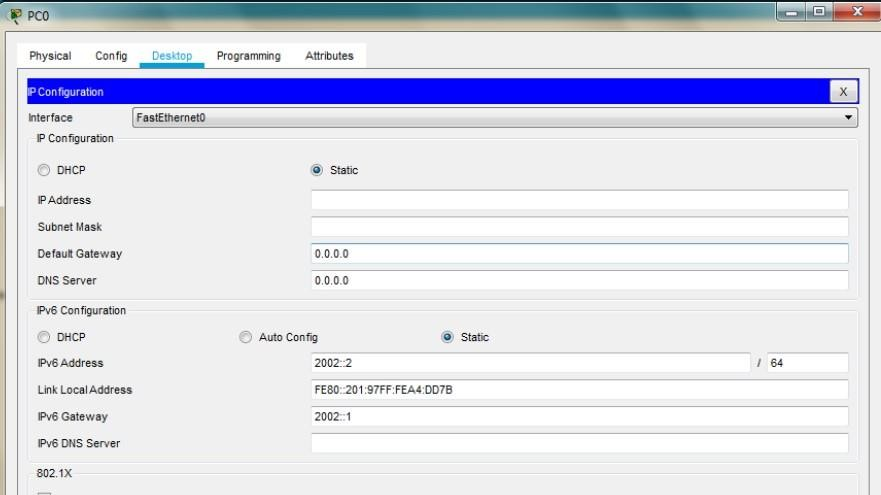 PC0
Physical Config Desktop Programming Attributes
IP Configuration X
Interface FastEthernet0
IP Configuration
DHCP Static
IP Address
Subnet Mask
Default Gateway 0.0.0.0
DNS Server 0.0.0.0
IPv6 Configuration
DHCP Auto Config Static
IPv6 Address 2002::2 / 64
Link Local Address FE80::201:97FF:FEA4:DD7B
IPv6 Gateway 2002::1
IPv6 DNS Server
802.1X